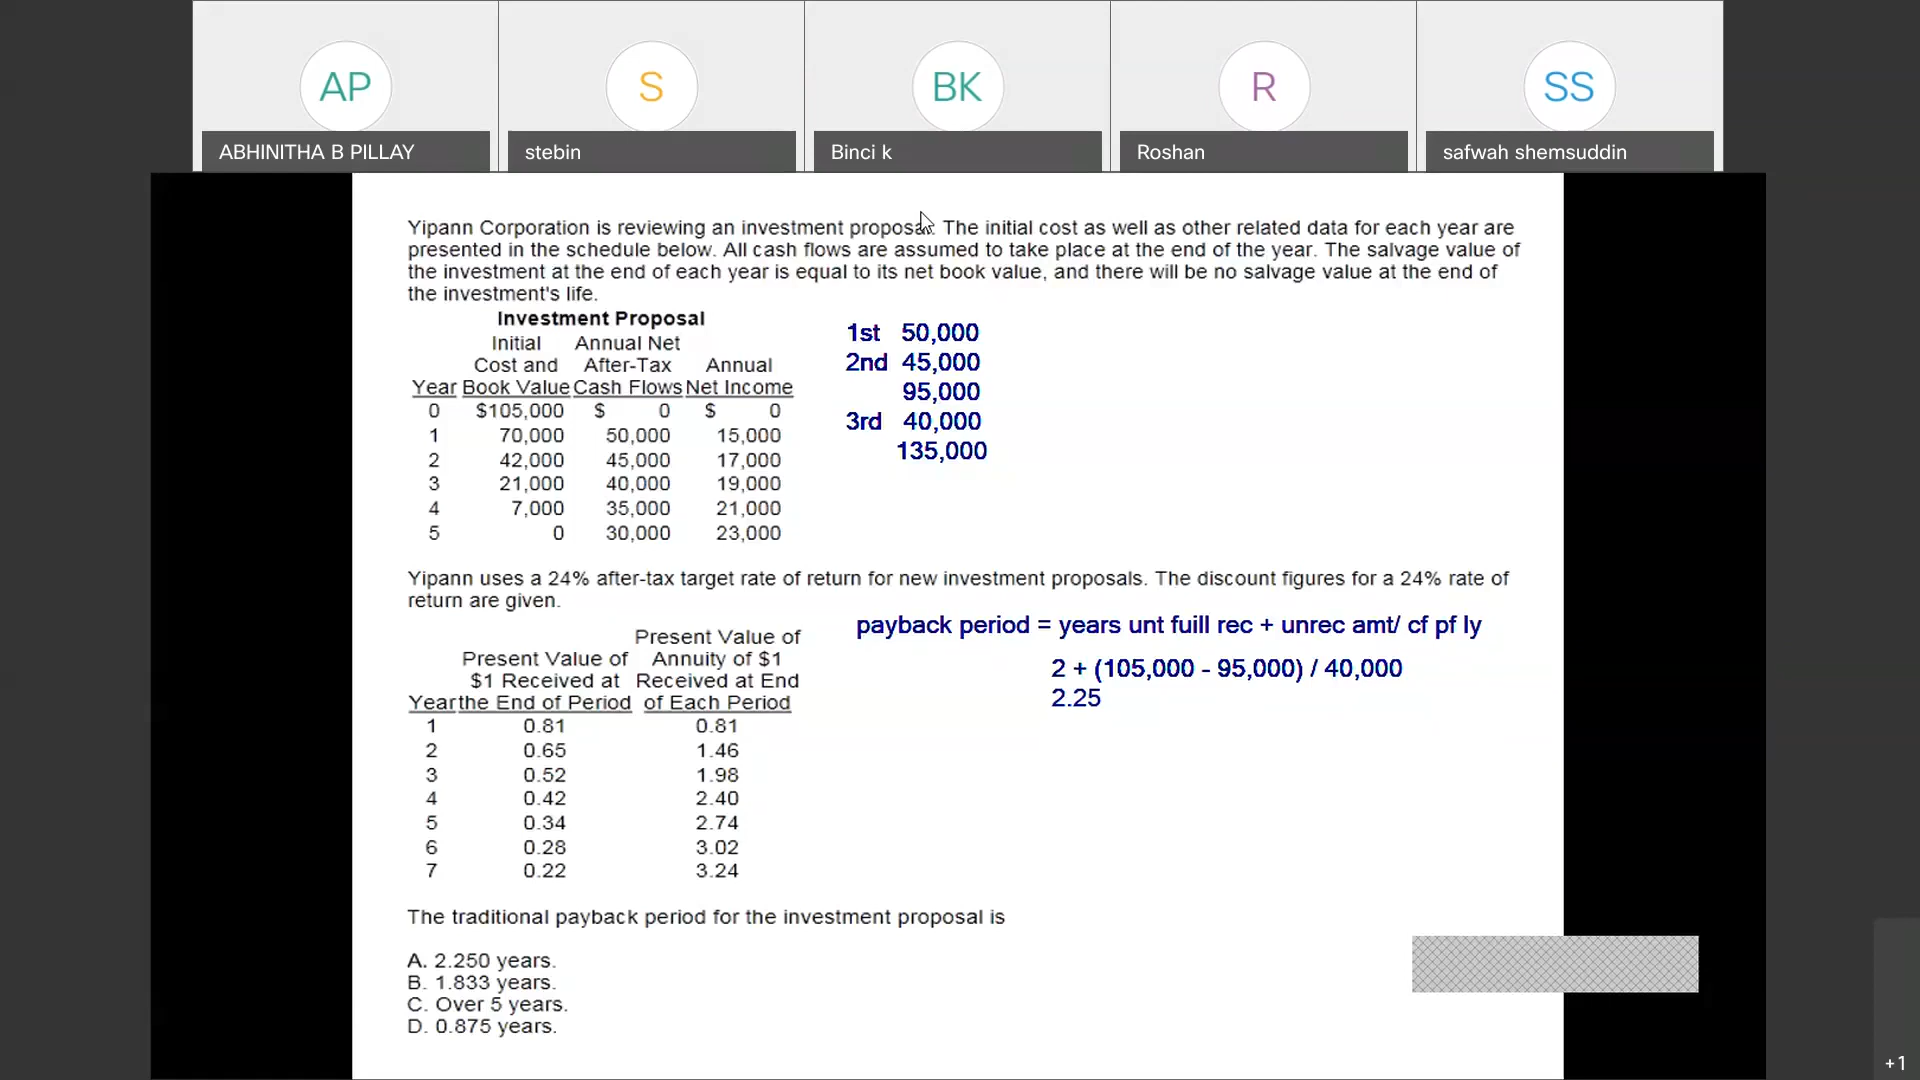 AP
S
BK
R
SS
ABHINITHA B PILLAY
stebin
Binci k
Roshan
safwah shemsuddin
Yipann Corporation is reviewing an investment proposal. The initial cost as well as other related data for each year are
presented in the schedule below. All cash flows are assumed to take place at the end of the year. The salvage value of
the investment at the end of each year is equal to its net book value, and there will be no salvage value at the end of
the investment's life.
Investment Proposal
Initial Annual Net
Cost and After-Tax Annual
Year Book Value Cash Flows Net Income
0 $105,000 $ 0 $ 0
1 70,000 50,000 15,000
2 42,000 45,000 17,000
3 21,000 40,000 19,000
4 7,000 35,000 21,000
5 0 30,000 23,000
1st 50,000
2nd 45,000
95,000
3rd 40,000
135,000
Yipann uses a 24% after-tax target rate of return for new investment proposals. The discount figures for a 24% rate of
return are given.
Present Value of
Present Value of Annuity of $1
$1 Received at Received at End
Year the End of Period of Each Period
1 0.81 0.81
2 0.65 1.46
3 0.52 1.98
4 0.42 2.40
5 0.34 2.74
6 0.28 3.02
7 0.22 3.24
payback period = years unt fuill rec + unrec amt/ cf pf ly
2 + (105,000 - 95,000) / 40,000
2.25
The traditional payback period for the investment proposal is
A. 2.250 years.
B. 1.833 years.
C. Over 5 years.
D. 0.875 years.
+1